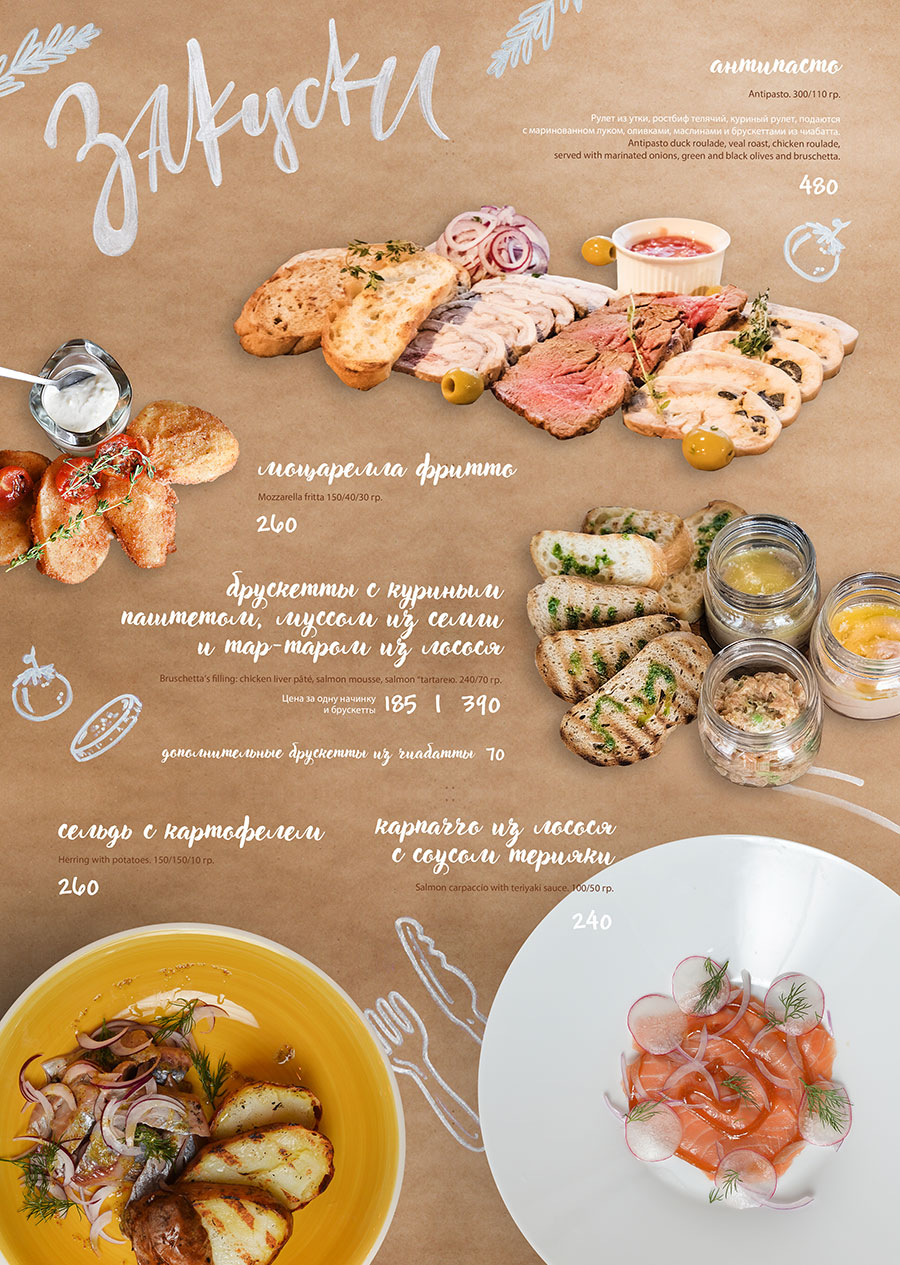 Закуски
антипасто
Antipasto. 300/110 гр.
Рулет из утки, ростбиф телячий, куриный рулет, подаются
с маринованном луком, оливками, маслинами и брускеттами из чиабатта.
Antipasto duck roulade, veal roast, chicken roulade,
served with marinated onions, green and black olives and bruschetta.
480
моцарелла фритто
Mozzarella fritta 150/40/30 гр.
260
брускетты с куриным
паштетом, муссом из семги
и тар-таром из лосося
Bruschetta's filling: chicken liver pâté, salmon mousse, salmon "tartareю. 240/70 гр.
Цена за одну начинку
и брускетты 185 | 390
дополнительные брускетты из чиабатты 70
сельдь с картофелем
Herring with potatoes. 150/150/10 гр.
260
карпаччо из лосося
с соусом терияки
Salmon carpaccio with teriyaki sauce. 100/50 гр.
240